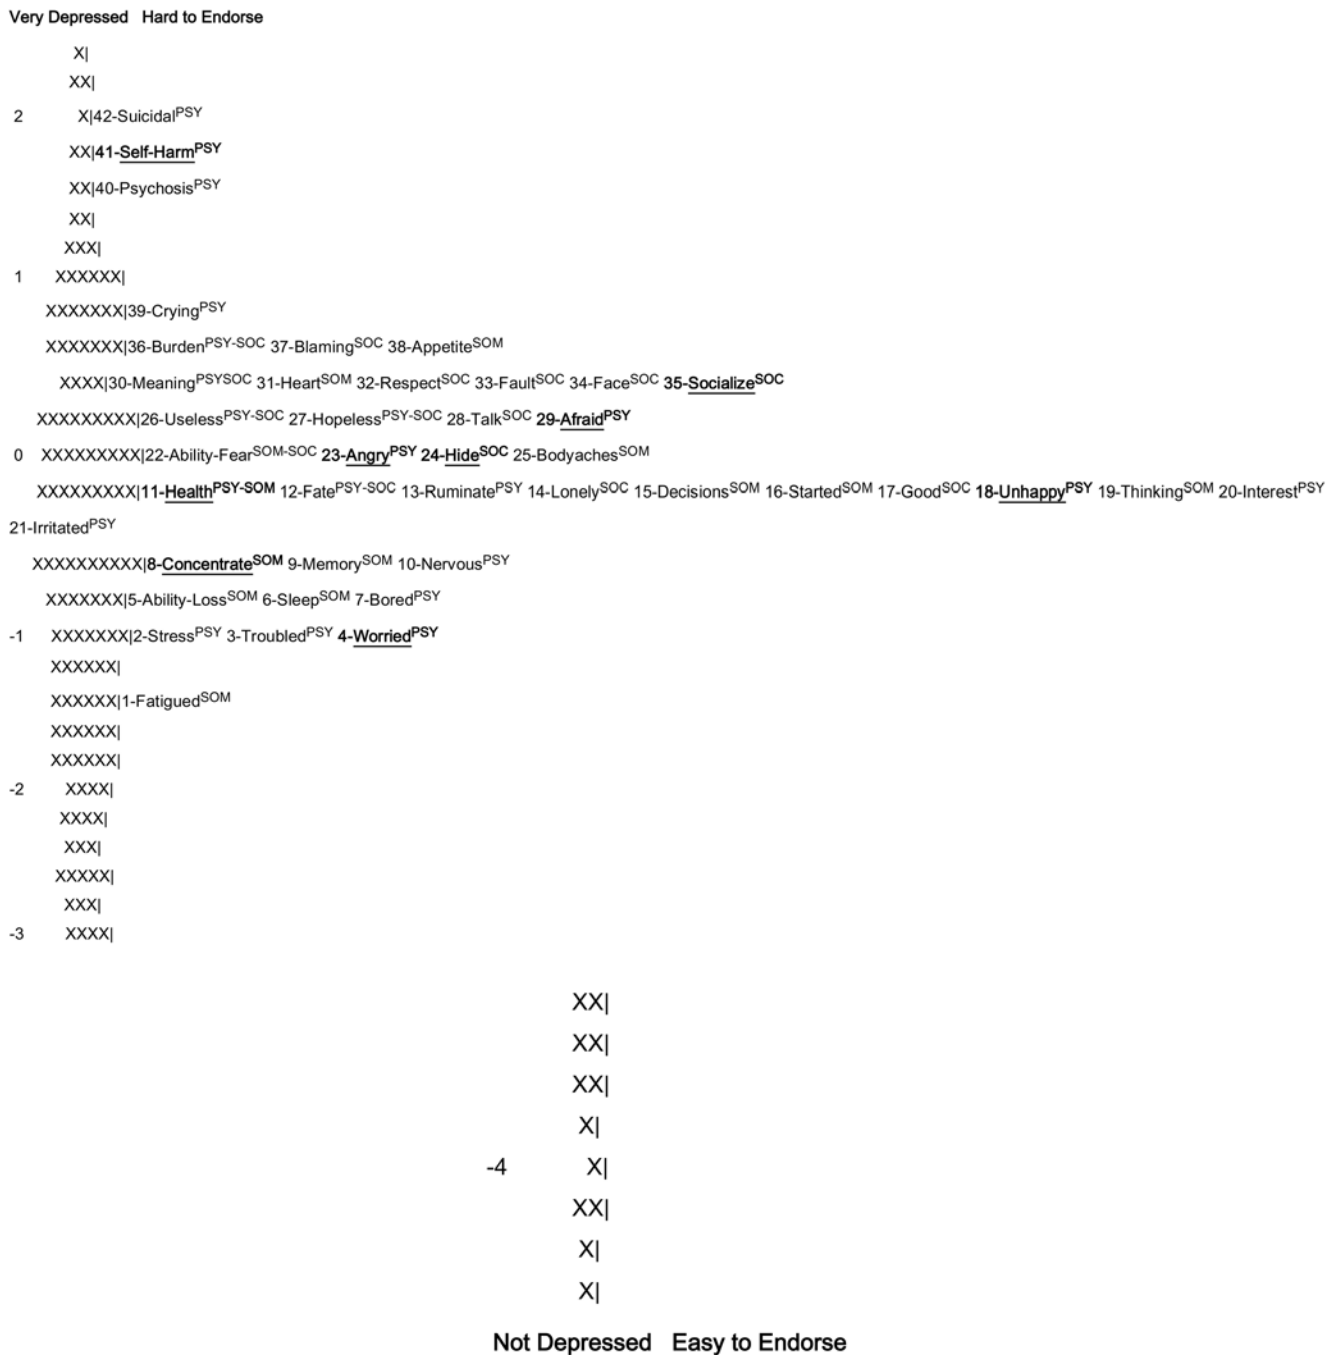 Very Depressed Hard to Endorse
X|
XX|
2 X|42-SuicidalPSY
XX|41-Self-HarmPSY
XX|40-PsychosisPSY
XX|
XXX|
1 XXXXXX|
XXXXXXX|39-CryingPSY
XXXXXXX|36-BurdenPSY-SOC 37-BlamingSOC 38-AppetiteSOM
XXXX|30-MeaningPSYSOC 31-HeartSOM 32-RespectSOC 33-FaultSOC 34-FaceSOC 35-SocializeSOC
XXXXXXXXX|26-UselessPSY-SOC 27-HopelessPSY-SOC 28-TalkSOC 29-AfraidPSY
0 XXXXXXXXX|22-Ability-FearSOM-SOC 23-AngryPSY 24-HideSOC 25-BodyachesSOM
XXXXXXXXX|11-HealthPSY-SOM 12-FatePSY-SOC 13-RuminatePSY 14-LonelySOC 15-DecisionsSOM 16-StartedSOM 17-GoodSOC 18-UnhappyPSY 19-ThinkingSOM 20-InterestPSY
21-IrritatedPSY
XXXXXXXXXX|8-ConcentrateSOM 9-MemorySOM 10-NervousPSY
XXXXXXX|5-Ability-LossSOM 6-SleepSOM 7-BoredPSY
-1 XXXXXXX|2-StressPSY 3-TroubledPSY 4-WorriedPSY
XXXXXX|
XXXXXX|1-FatiguedSOM
XXXXXX|
XXXXXX|
-2 XXXX|
XXXX|
XXX|
XXXXX|
XXX|
-3 XXXX|
XX|
XX|
XX|
X|
-4 X|
XX|
X|
X|
Not Depressed Easy to Endorse